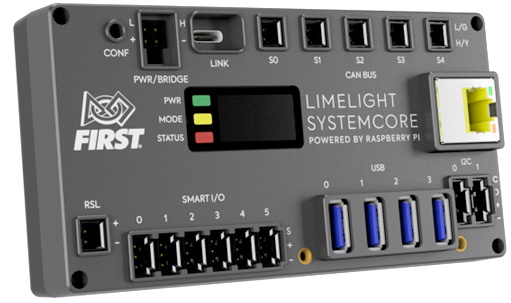 L H
CONF
+ -
PWR/BRIDGE
LINK
S0 S1 S2 S3 S4
L/G
H/Y
CAN BUS
PWR
MODE
STATUS
LIMELIGHT
SYSTEMCORE
POWERED BY RASPBERRY PI
FIRST®
RSL
+
-
SMART I/O
0 1 2 3 4 5
S
+
-
USB
0 1 2 3
I2C
0 1
C
D
+
-